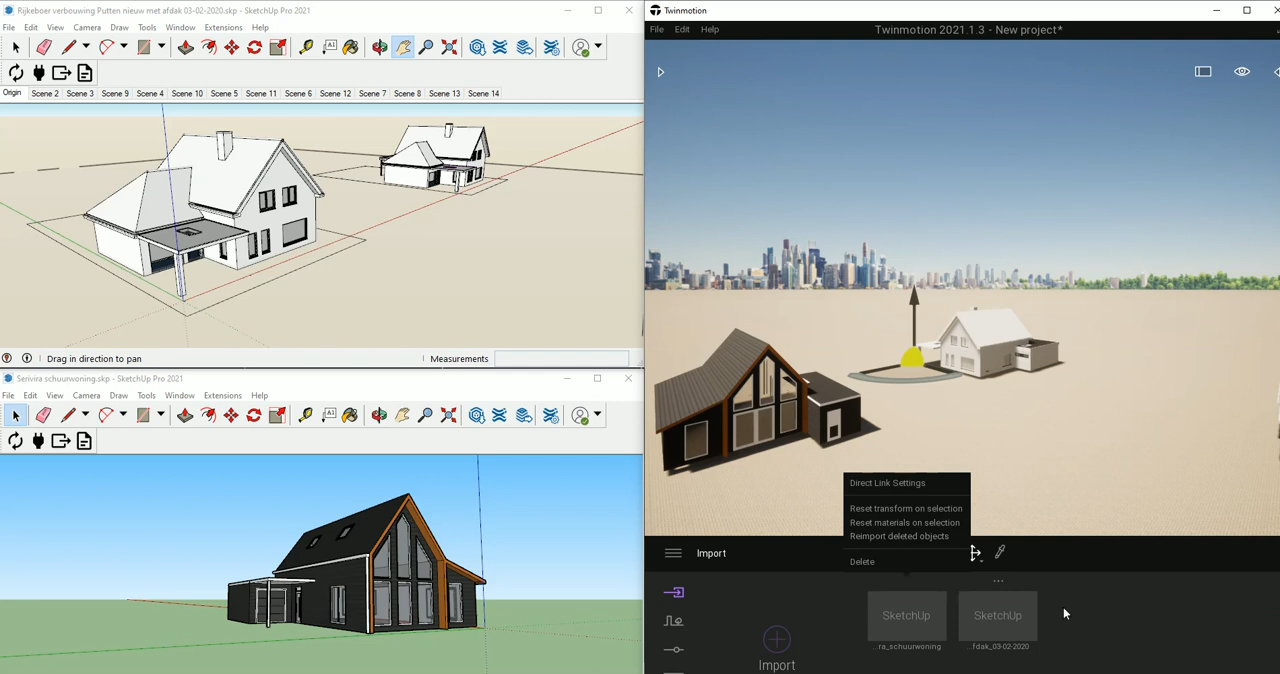 Rijkeboer verbouwing Putten nieuw met afdak 03-02-2020.skp - SketchUp Pro 2021
File Edit View Camera Draw Tools Window Extensions Help
Origin Scene 2 Scene 3 Scene 9 Scene 4 Scene 10 Scene 5 Scene 11 Scene 6 Scene 12 Scene 7 Scene 8 Scene 13 Scene 14
Drag in direction to pan
Measurements
Serivira schuurwoning.skp - SketchUp Pro 2021
File Edit View Camera Draw Tools Window Extensions Help
Twinmotion
File Edit Help
Twinmotion 2021.1.3 - New project*
Direct Link Settings
Reset transform on selection
Reset materials on selection
Reimport deleted objects
Delete
Import
SketchUp SketchUp
...ra_schuurwoning ...fdak_03-02-2020
Import